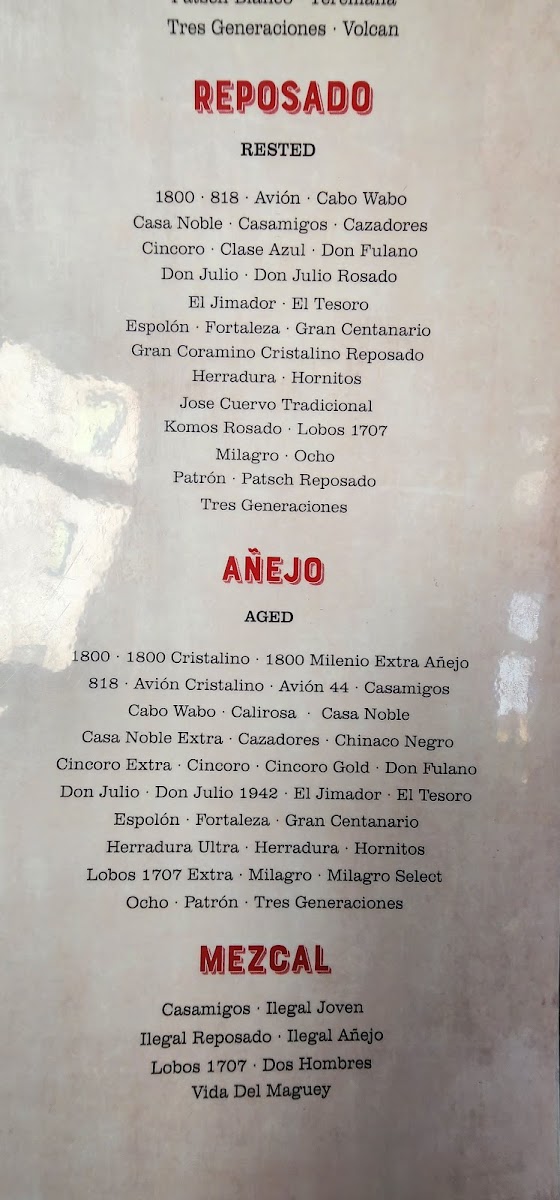 Patsch Blanco · Teremana
Tres Generaciones · Volcan
REPOSADO
RESTED
1800 · 818 · Avión · Cabo Wabo
Casa Noble · Casamigos · Cazadores
Cincoro · Clase Azul · Don Fulano
Don Julio · Don Julio Rosado
El Jimador · El Tesoro
Espolón · Fortaleza · Gran Centanario
Gran Coramino Cristalino Reposado
Herradura · Hornitos
Jose Cuervo Tradicional
Komos Rosado · Lobos 1707
Milagro · Ocho
Patrón · Patsch Reposado
Tres Generaciones
AÑEJO
AGED
1800 · 1800 Cristalino · 1800 Milenio Extra Añejo
818 · Avión Cristalino · Avión 44 · Casamigos
Cabo Wabo · Calirosa · Casa Noble
Casa Noble Extra · Cazadores · Chinaco Negro
Cincoro Extra · Cincoro · Cincoro Gold · Don Fulano
Don Julio · Don Julio 1942 · El Jimador · El Tesoro
Espolón · Fortaleza · Gran Centanario
Herradura Ultra · Herradura · Hornitos
Lobos 1707 Extra · Milagro · Milagro Select
Ocho · Patrón · Tres Generaciones
MEZCAL
Casamigos · Ilegal Joven
Ilegal Reposado · Ilegal Añejo
Lobos 1707 · Dos Hombres
Vida Del Maguey